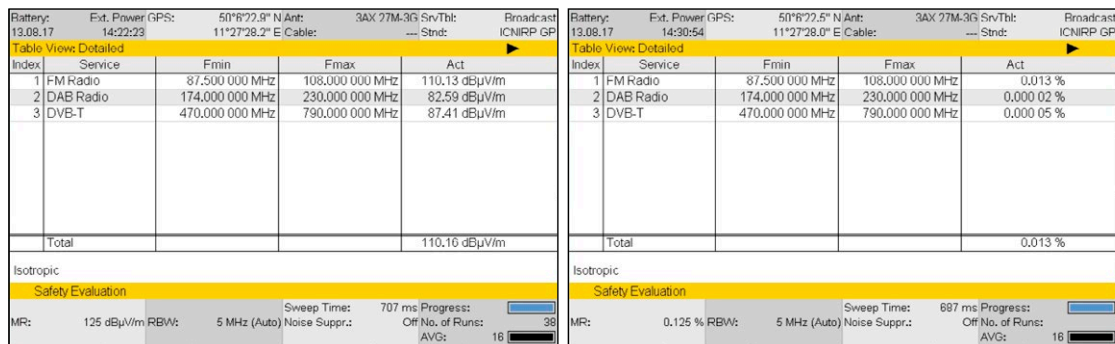 Battery: Ext. Power GPS: 50°6'22.9" N Ant: 3AX 27M-3G SrvTbl: Broadcast
13.08.17 14:22:23 11°27'28.2" E Cable: --- Stnd: ICNIRP GP
Table View: Detailed
Index Service Fmin Fmax Act
1 FM Radio 87.500 000 MHz 108.000 000 MHz 110.13 dBµV/m
2 DAB Radio 174.000 000 MHz 230.000 000 MHz 82.59 dBµV/m
3 DVB-T 470.000 000 MHz 790.000 000 MHz 87.41 dBµV/m
Total 110.16 dBµV/m
Isotropic
Safety Evaluation
Sweep Time: 707 ms Progress:
MR: 125 dBµV/m RBW: 5 MHz (Auto) Noise Suppr.: Off No. of Runs: 38
AVG: 16
Battery: Ext. Power GPS: 50°6'22.5" N Ant: 3AX 27M-3G SrvTbl: Broadcast
13.08.17 14:30:54 11°27'28.0" E Cable: --- Stnd: ICNIRP GP
Table View: Detailed
Index Service Fmin Fmax Act
1 FM Radio 87.500 000 MHz 108.000 000 MHz 0.013 %
2 DAB Radio 174.000 000 MHz 230.000 000 MHz 0.000 02 %
3 DVB-T 470.000 000 MHz 790.000 000 MHz 0.000 05 %
Total 0.013 %
Isotropic
Safety Evaluation
Sweep Time: 687 ms Progress:
MR: 0.125 % RBW: 5 MHz (Auto) Noise Suppr.: Off No. of Runs:
AVG: 16